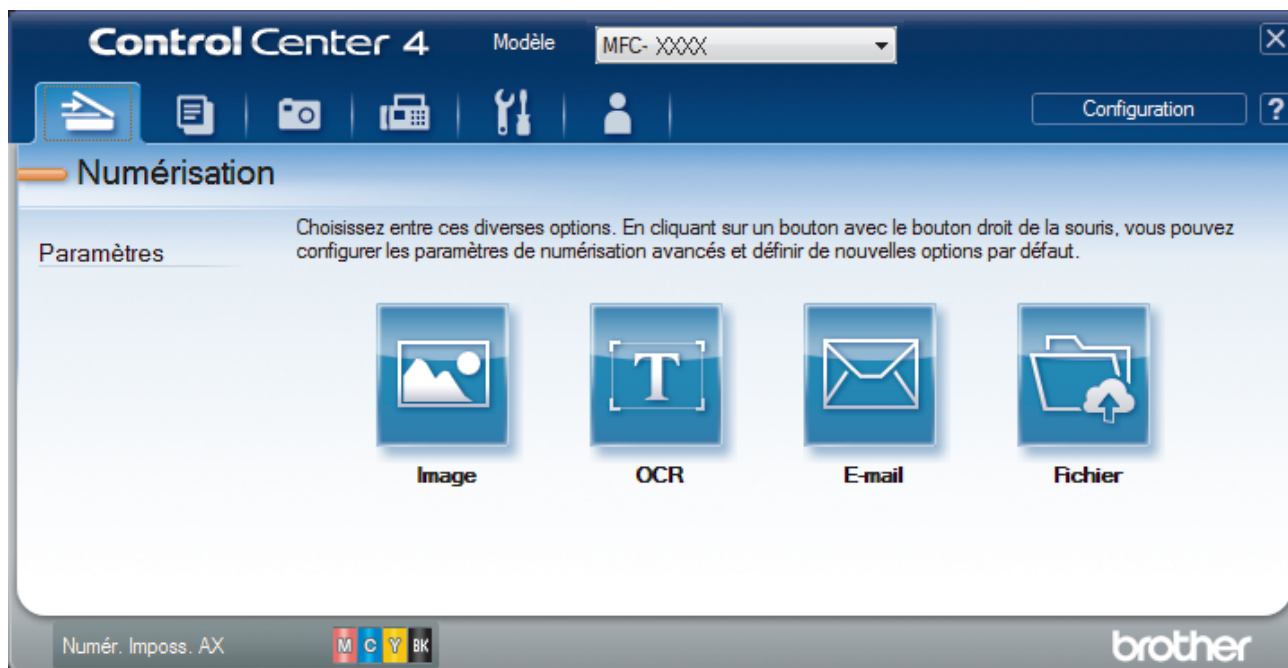 Control Center 4
Modèle
MFC- XXXX
Configuration
?
Numérisation
Paramètres
Choisissez entre ces diverses options. En cliquant sur un bouton avec le bouton droit de la souris, vous pouvez
configurer les paramètres de numérisation avancés et définir de nouvelles options par défaut.
T
Image
OCR
E-mail
Fichier
Numér. Imposs. AX
M C Y BK
brother